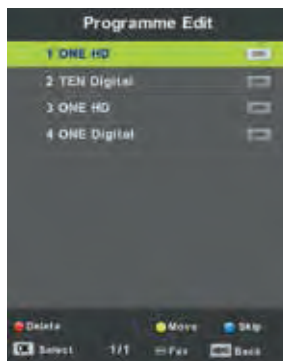 Programme Edit
1 ONE HD
2 TEN Digital
3 ONE HD
4 ONE Digital
Delete Move Skip
OK Select 1/1 Fav Back